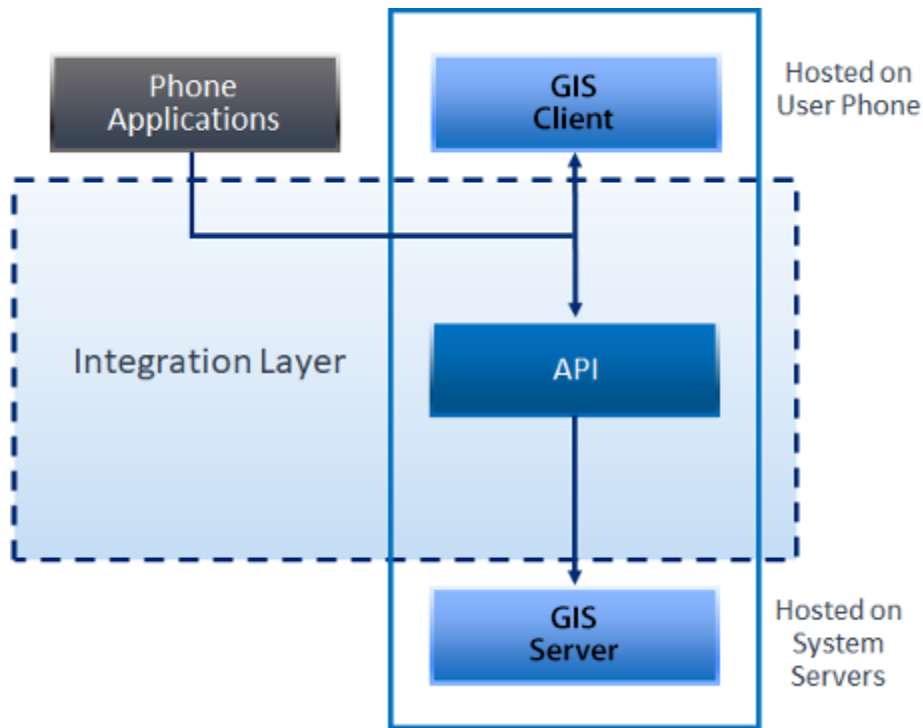 Phone
Applications
GIS
Client
Hosted on
User Phone
Integration Layer
API
GIS
Server
Hosted on
System
Servers